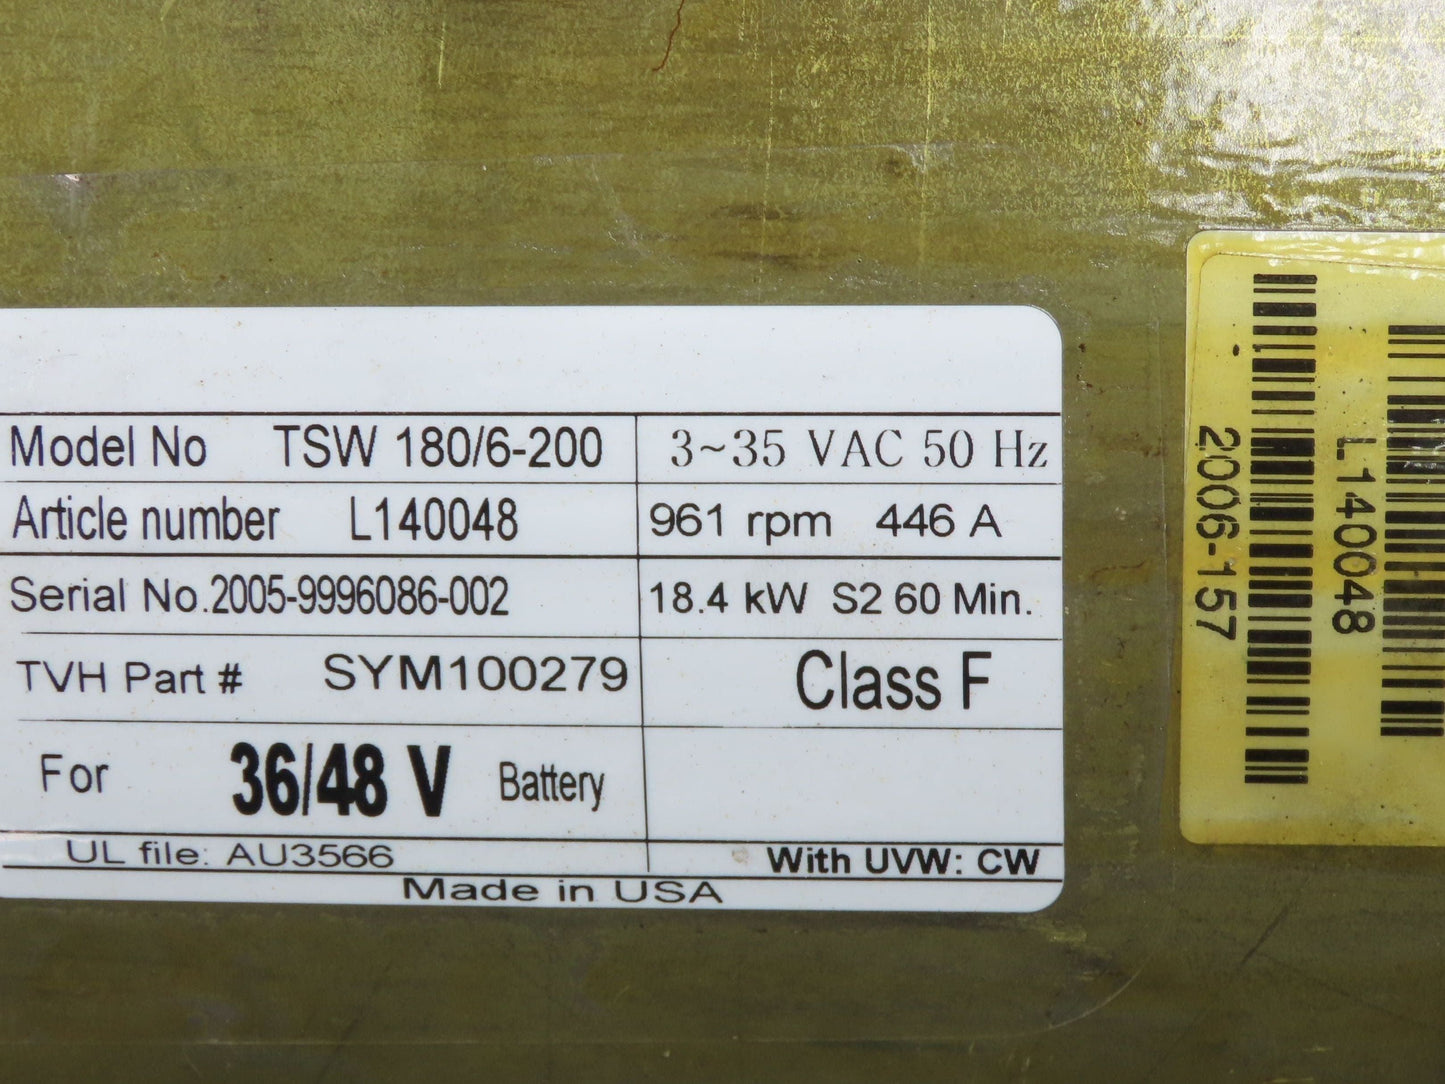 Model No TSW 180/6-200 3~35 VAC 50 Hz
Article number L140048 961 rpm 446 A
Serial No.2005-9996086-002 18.4 kW S2 60 Min.
TVH Part # SYM100279 Class F
For 36/48 V Battery
UL file: AU3566 With UVW: CW
Made in USA
L140048
2006-157